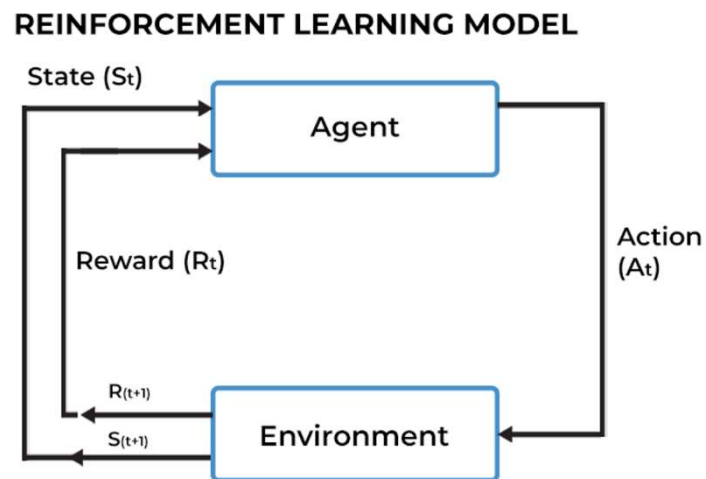 REINFORCEMENT LEARNING MODEL
State (St)
Agent
Reward (Rt)
Action
(At)
R(t+1)
S(t+1)
Environment